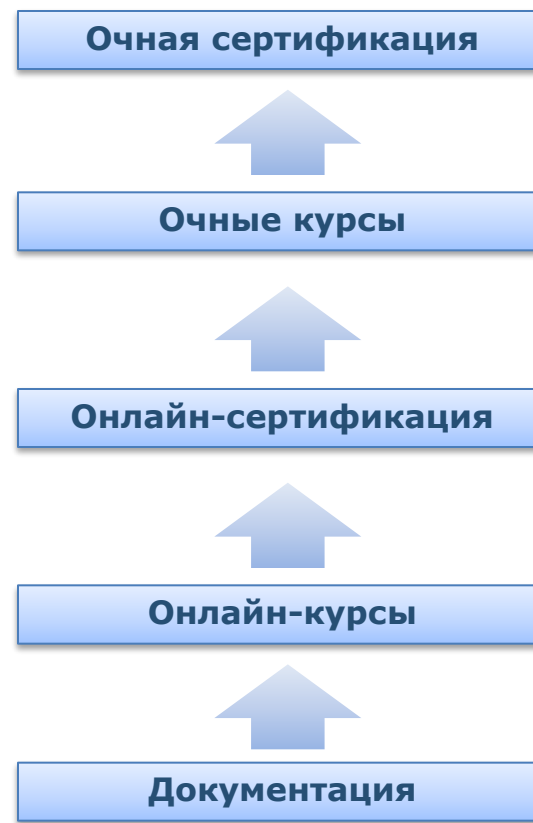 Очная сертификация
Очные курсы
Онлайн-сертификация
Онлайн-курсы
Документация